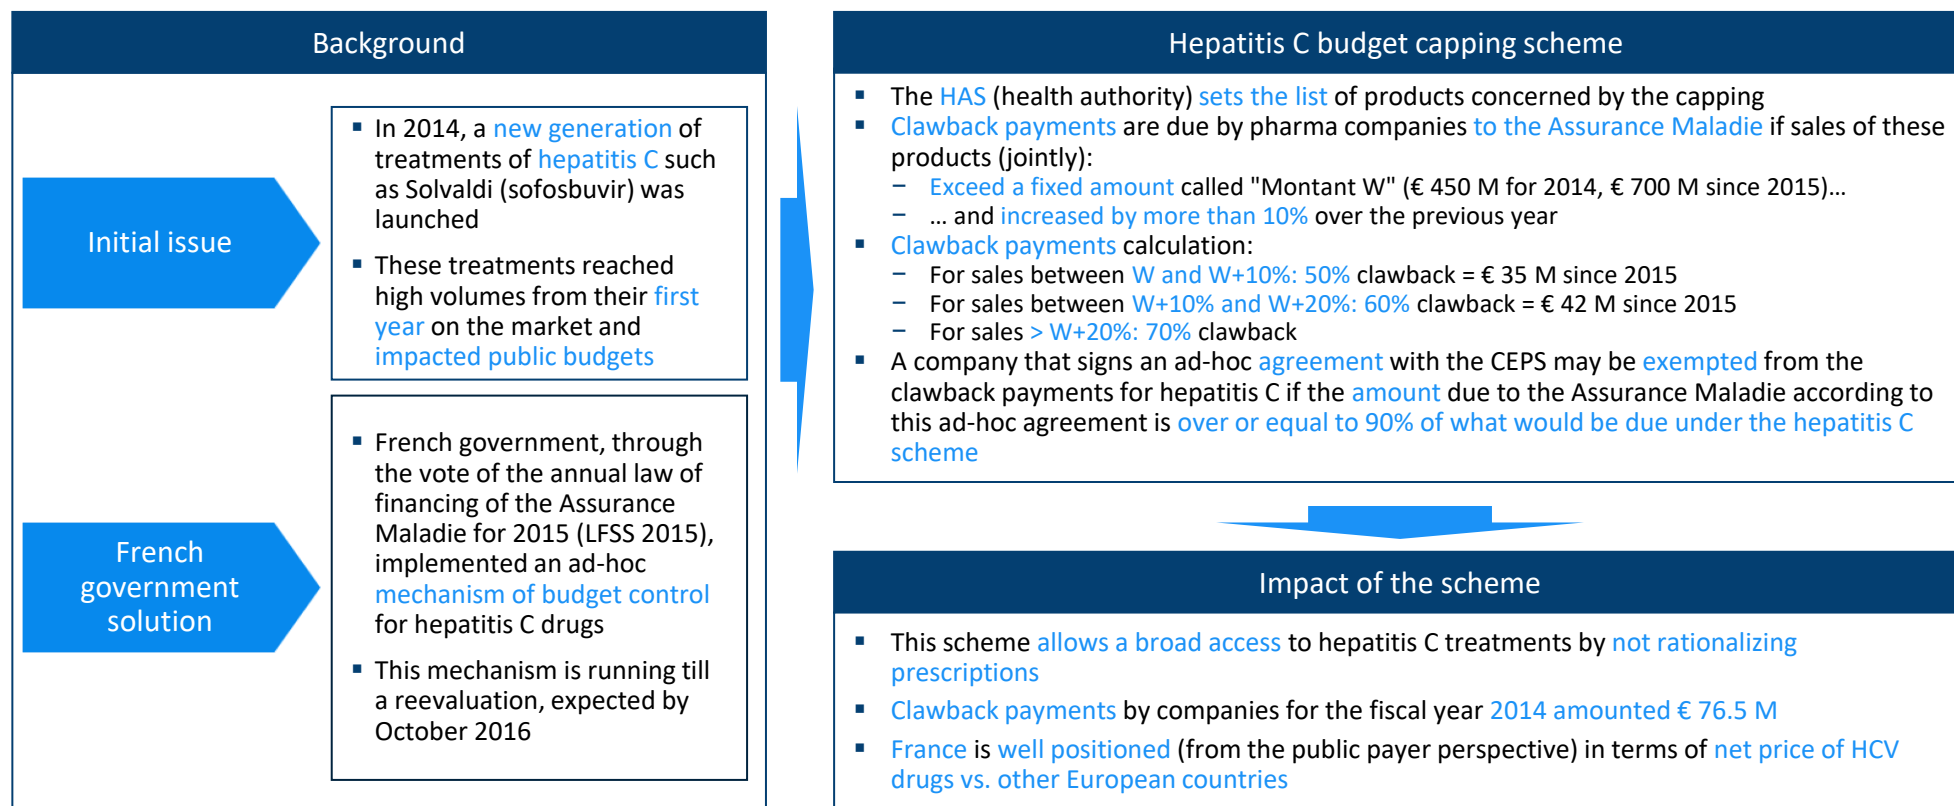 Background
Initial issue
▪ In 2014, a new generation of
treatments of hepatitis C such
as Solvaldi (sofosbuvir) was
launched
▪ These treatments reached
high volumes from their first
year on the market and
impacted public budgets
French
government
solution
▪ French government, through
the vote of the annual law of
financing of the Assurance
Maladie for 2015 (LFSS 2015),
implemented an ad-hoc
mechanism of budget control
for hepatitis C drugs
▪ This mechanism is running till
a reevaluation, expected by
October 2016
Hepatitis C budget capping scheme
▪ The HAS (health authority) sets the list of products concerned by the capping
▪ Clawback payments are due by pharma companies to the Assurance Maladie if sales of these
products (jointly):
− Exceed a fixed amount called "Montant W" (€ 450 M for 2014, € 700 M since 2015)…
− … and increased by more than 10% over the previous year
▪ Clawback payments calculation:
− For sales between W and W+10%: 50% clawback = € 35 M since 2015
− For sales between W+10% and W+20%: 60% clawback = € 42 M since 2015
− For sales > W+20%: 70% clawback
▪ A company that signs an ad-hoc agreement with the CEPS may be exempted from the
clawback payments for hepatitis C if the amount due to the Assurance Maladie according to
this ad-hoc agreement is over or equal to 90% of what would be due under the hepatitis C
scheme
Impact of the scheme
▪ This scheme allows a broad access to hepatitis C treatments by not rationalizing
prescriptions
▪ Clawback payments by companies for the fiscal year 2014 amounted € 76.5 M
▪ France is well positioned (from the public payer perspective) in terms of net price of HCV
drugs vs. other European countries